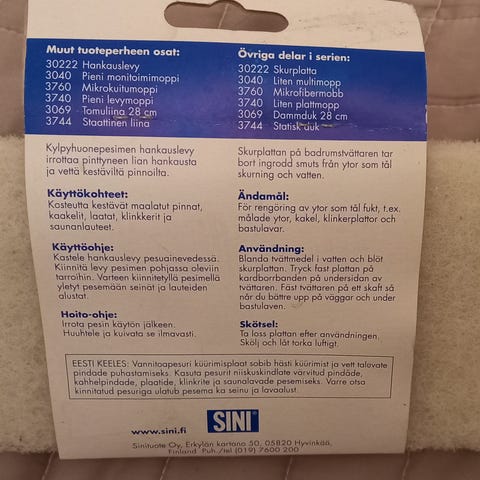 Muut tuoteperheen osat:
30222 Hankauslevy
3040 Pieni monitoimimoppi
3760 Mikrokuitumoppi
3740 Pieni levymoppi
3069 Tomuliina 28 cm
3744 Staattinen liina
Kylpyhuonepesimen hankauslevy
irrottaa pinttyneen lian hankausta
ja vettä kestäviltä pinnoilta.
Käyttökohteet:
Kosteutta kestävät maalatut pinnat,
kaakelit, laatat, klinkkerit ja
saunanlauteet.
Käyttöohje:
Kastele hankauslevy pesuainevedessä.
Kiinnitä levy pesimen pohjassa oleviin
tarroihin. Varteen kiinnitetyllä pesimellä
yletyt pesemään seinät ja lauteiden
alustat.
Hoito-ohje:
Irrota pesin käytön jälkeen.
Huuhtele ja kuivata se ilmavasti.
Övriga delar i serien:
30222 Skurplatta
3040 Liten multimopp
3760 Mikrofibermobb
3740 Liten plattmopp
3069 Dammduk 28 cm
3744 Statisk duk
Skurplattan på badrumstvättaren tar
bort ingrodd smuts från ytor som tål
skurning och vatten.
Ändamål:
För rengöring av ytor som tål fukt, t.ex.
målade ytor, kakel, klinkerplattor och
bastulavar.
Användning:
Blanda tvättmedel i vatten och blöt
skurplattan. Tryck fast plattan på
kardborrbanden på undersidan av
tvättaren. Fäst tvättaren på ett skaft så
når du bättre upp på väggar och under
bastulaven.
Skötsel:
Ta loss plattan efter användningen.
Skölj och låt torka luftigt.
EESTI KEELES: Vannitoapesuri küürimisplaat sobib hästi küürimist ja vett taluvate
pindade puhastamiseks. Kasuta pesurit niiskuskindlate värvitud pindade,
kahhelpindade, plaatide, klinkrite ja saunalavade pesemiseks. Varre otsa
kinnitatud pesuriga ulatub pesema ka seinu ja lavaalust.
www.sini.fi
SINI®
Sinituote Oy, Erkylän kartano 50, 05820 Hyvinkää,
Finland Puh./tel (019) 7600 200